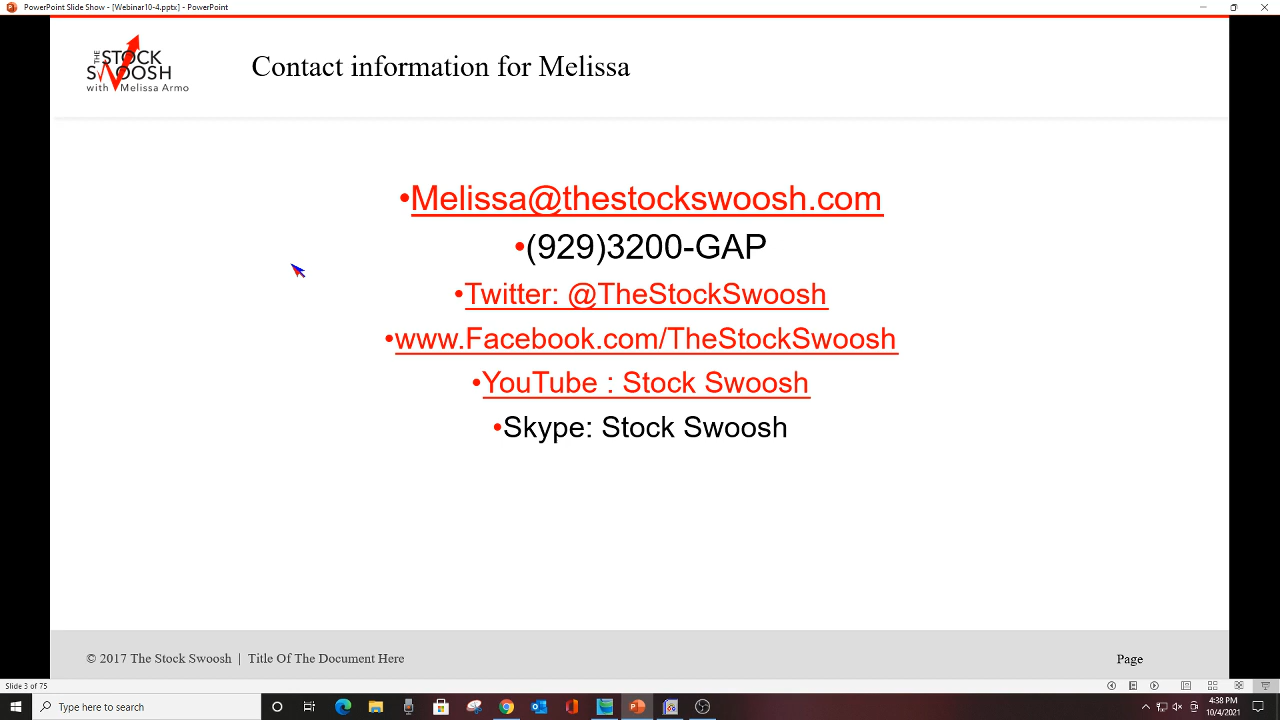 PowerPoint Slide Show - [Webinar10-4.pptx] - PowerPoint
THE STOCK
SWOOSH
with Melissa Armo
Contact information for Melissa
•Melissa@thestockswoosh.com
•(929)3200-GAP
•Twitter: @TheStockSwoosh
•www.Facebook.com/TheStockSwoosh
•YouTube : Stock Swoosh
•Skype: Stock Swoosh
© 2017 The Stock Swoosh | Title Of The Document Here
Page
Slide 3 of 75
Type here to search
4:38 PM
10/4/2021